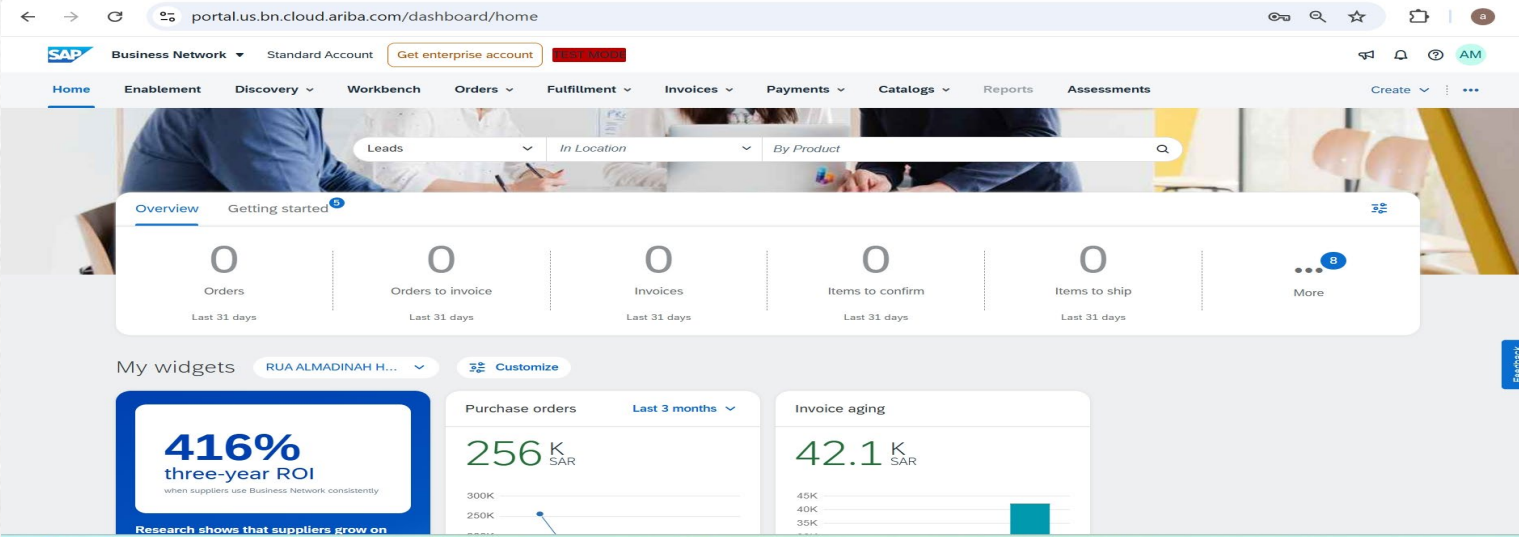 portal.us.bn.cloud.ariba.com/dashboard/home
a
SAP Business Network Standard Account Get enterprise account TEST MODE AM
Home Enablement Discovery Workbench Orders Fulfillment Invoices Payments Catalogs Reports Assessments Create
Leads In Location By Product
Overview Getting started 5
0 0 0 0 0 8
Orders Orders to invoice Invoices Items to confirm Items to ship More
Last 31 days Last 31 days Last 31 days Last 31 days Last 31 days
Feedback
My widgets RUA ALMADINAH H... Customize
416%
three-year ROI
when suppliers use Business Network consistently
Research shows that suppliers grow on
Purchase orders Last 3 months
256 K SAR
300K
250K
Invoice aging
42.1 K SAR
45K
40K
35K